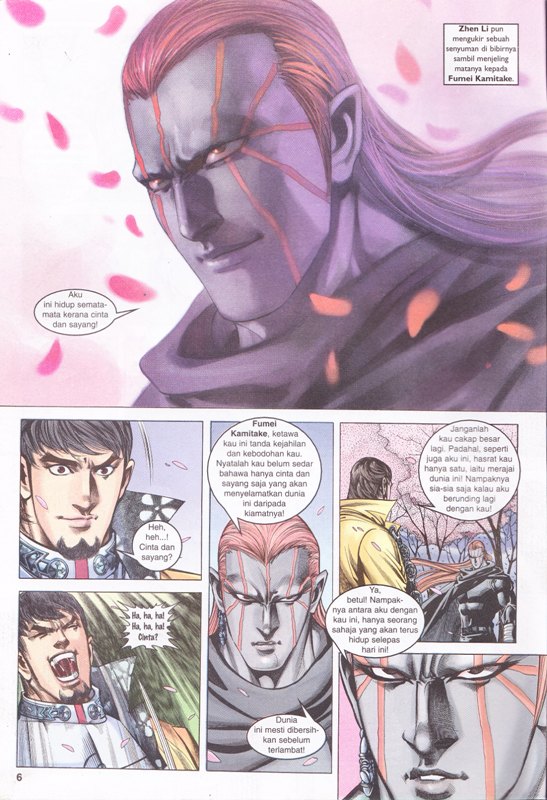 Zhen Li pun
mengukir sebuah
senyuman di bibirnya
sambil menjeling
matanya kepada
Fumei Kamitake.
Aku
ini hidup semata-
mata kerana cinta
dan sayang!
Heh,
heh...!
Cinta dan
sayang?
Ha, ha, ha!
Ha, ha, ha!
Cinta?
Fumei
Kamitake, ketawa
kau ini tanda kejahilan
dan kebodohan kau.
Nyatalah kau belum sedar
bahawa hanya cinta dan
sayang saja yang akan
menyelamatkan dunia
ini daripada
kiamatnya!
Dunia
ini mesti dibersih-
kan sebelum
terlambat!
Janganlah
kau cakap besar
lagi. Padahal, seperti
juga aku ini, hasrat kau
hanya satu, iaitu merajai
dunia ini! Nampaknya
sia-sia saja kalau aku
berunding lagi
dengan kau!
Ya,
betul! Nampak-
nya antara aku dengan
kau ini, hanya seorang
sahaja yang akan terus
hidup selepas
hari ini!
6